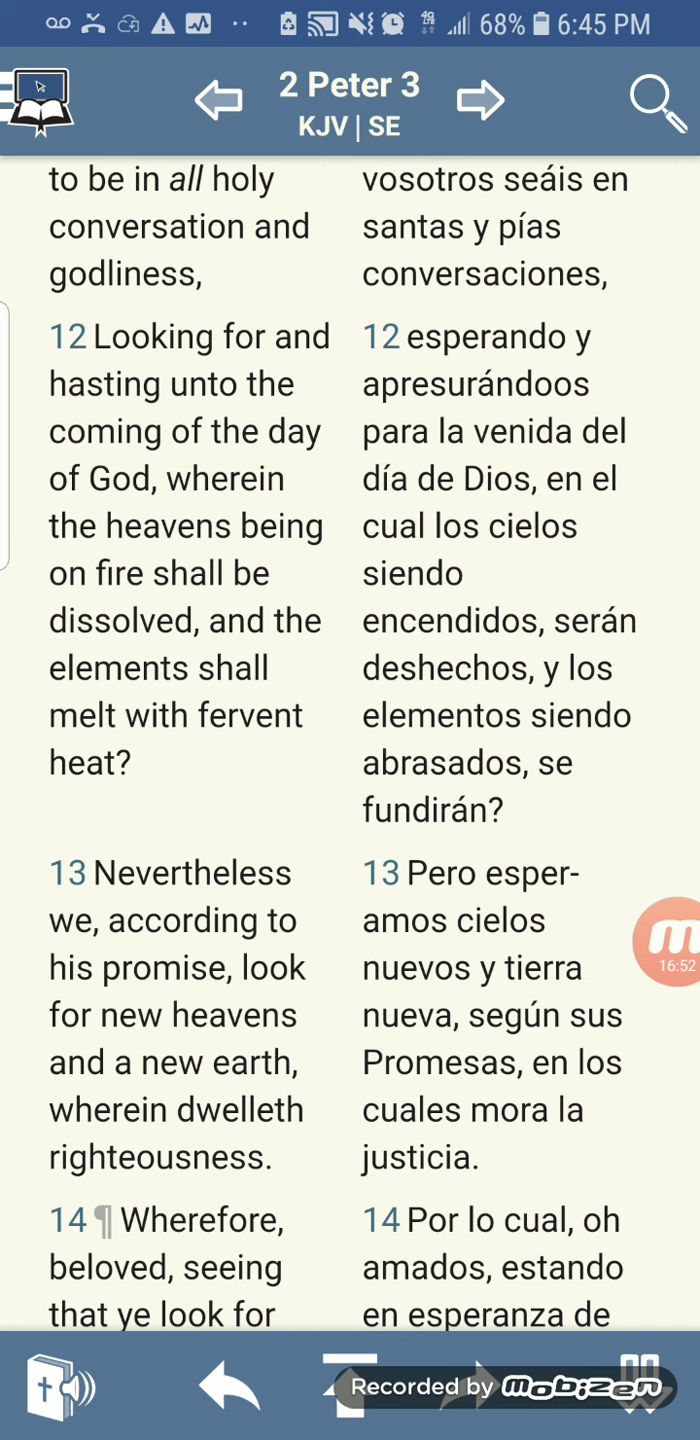 68% 6:45 PM
2 Peter 3
KJV | SE
to be in all holy
conversation and
godliness,
12 Looking for and
hasting unto the
coming of the day
of God, wherein
the heavens being
on fire shall be
dissolved, and the
elements shall
melt with fervent
heat?
13 Nevertheless
we, according to
his promise, look
for new heavens
and a new earth,
wherein dwelleth
righteousness.
14 ¶ Wherefore,
beloved, seeing
that ye look for
vosotros seáis en
santas y pías
conversaciones,
12 esperando y
apresurándoos
para la venida del
día de Dios, en el
cual los cielos
siendo
encendidos, serán
deshechos, y los
elementos siendo
abrasados, se
fundirán?
13 Pero esper-
amos cielos
nuevos y tierra
nueva, según sus
Promesas, en los
cuales mora la
justicia.
14 Por lo cual, oh
amados, estando
en esperanza de
m
16:52
Recorded by mobizen